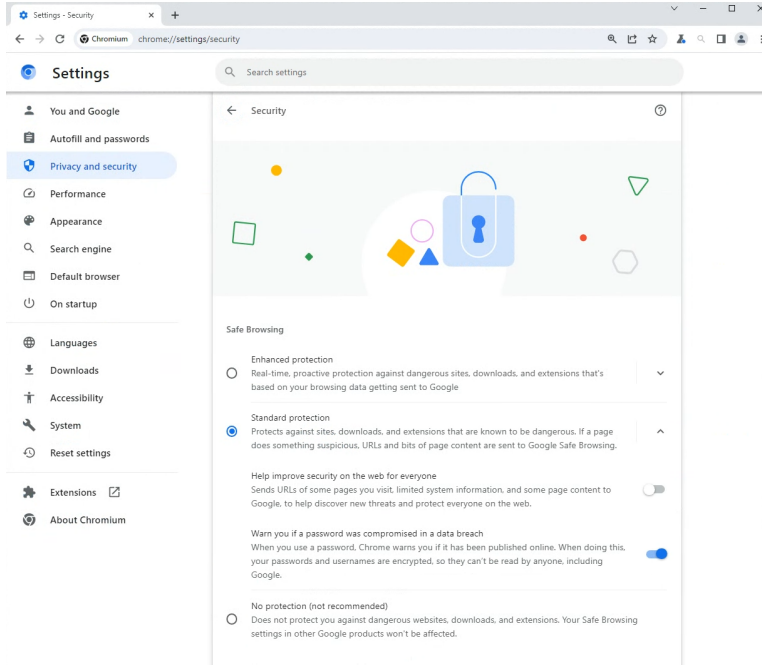 Settings - Security
Chromium chrome://settings/security
Settings
Search settings
You and Google
Autofill and passwords
Privacy and security
Performance
Appearance
Search engine
Default browser
On startup
Languages
Downloads
Accessibility
System
Reset settings
Extensions
About Chromium
Security
Safe Browsing
Enhanced protection
Real-time, proactive protection against dangerous sites, downloads, and extensions that's
based on your browsing data getting sent to Google
Standard protection
Protects against sites, downloads, and extensions that are known to be dangerous. If a page
does something suspicious, URLs and bits of page content are sent to Google Safe Browsing.
Help improve security on the web for everyone
Sends URLs of some pages you visit, limited system information, and some page content to
Google, to help discover new threats and protect everyone on the web.
Warn you if a password was compromised in a data breach
When you use a password, Chrome warns you if it has been published online. When doing this,
your passwords and usernames are encrypted, so they can't be read by anyone, including
Google.
No protection (not recommended)
Does not protect you against dangerous websites, downloads, and extensions. Your Safe Browsing
settings in other Google products won't be affected.